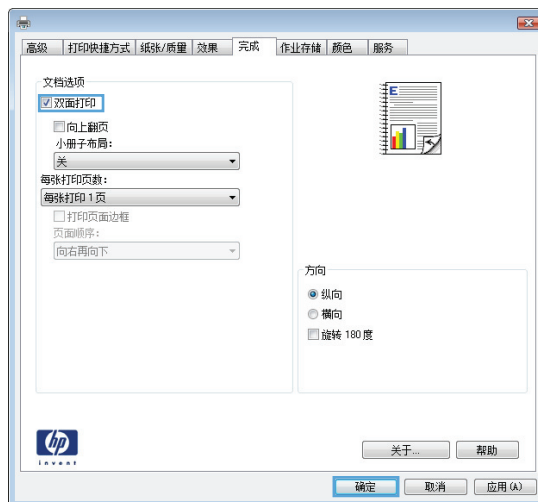 高级 打印快捷方式 纸张/质量 效果 完成 作业存储 颜色 服务
文档选项
双面打印
向上翻页
小册子布局:
关
每张打印页数:
每张打印 1 页
打印页面边框
页面顺序:
向右再向下
E
方向
纵向
横向
旋转 180 度
hp
invent
关于... 帮助
确定 取消 应用(A)